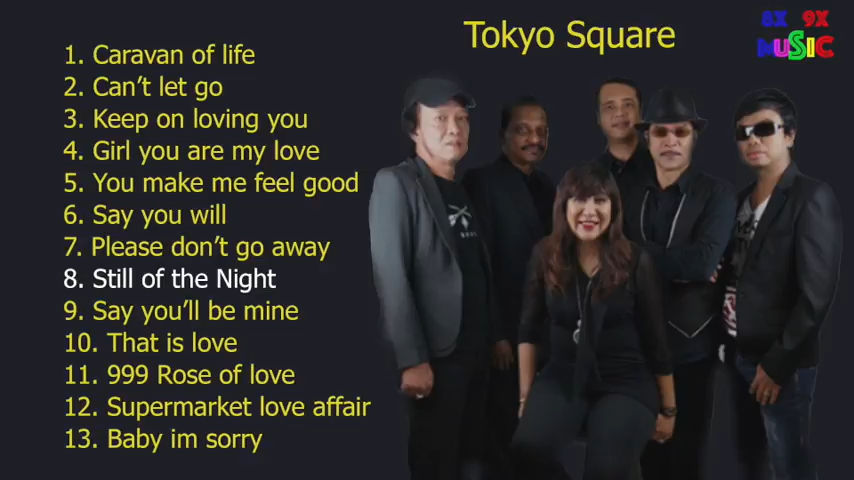 Tokyo Square
8X 9X
MUSIC
1. Caravan of life
2. Can't let go
3. Keep on loving you
4. Girl you are my love
5. You make me feel good
6. Say you will
7. Please don't go away
8. Still of the Night
9. Say you'll be mine
10. That is love
11. 999 Rose of love
12. Supermarket love affair
13. Baby im sorry